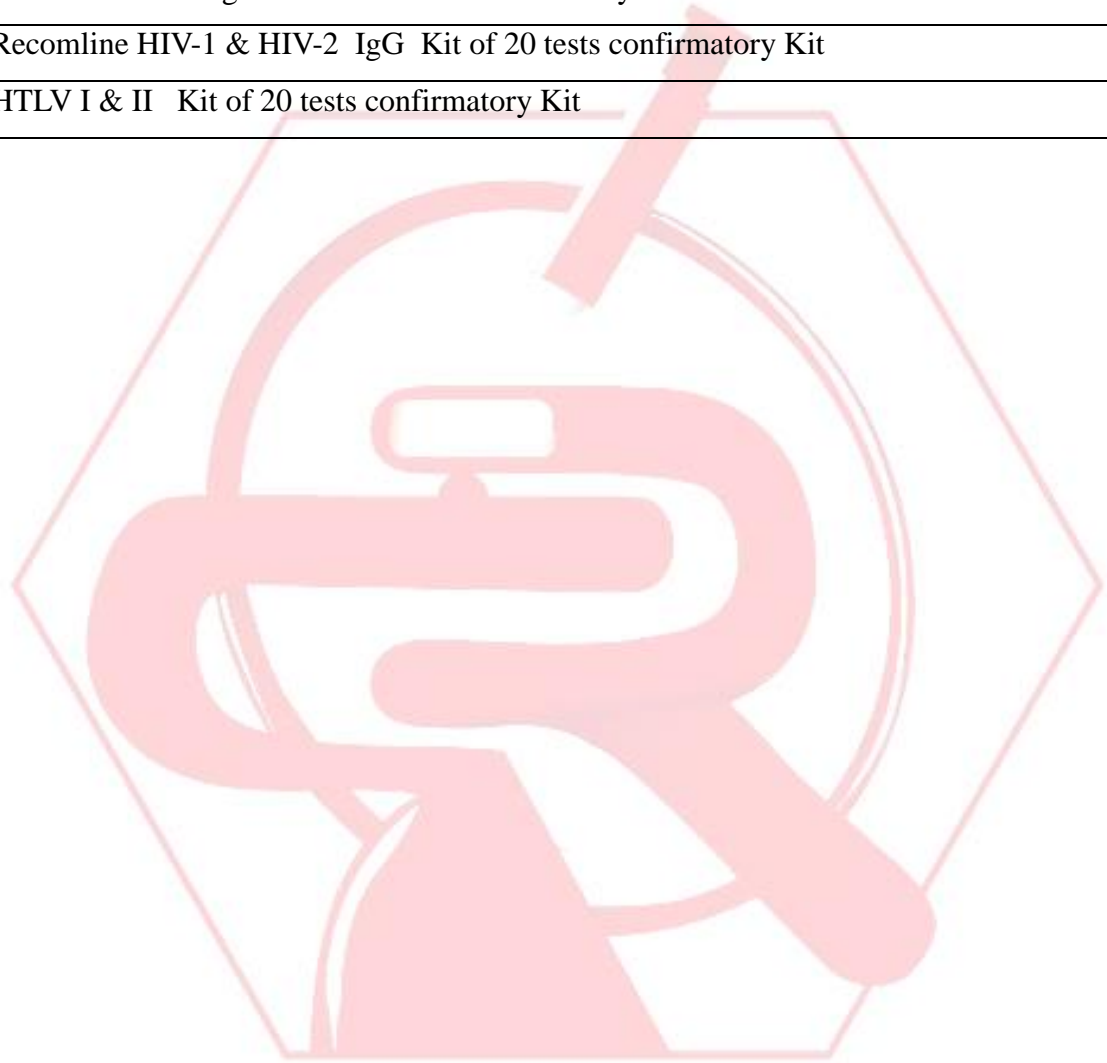 Recomline HIV-1 & HIV-2 IgG Kit of 20 tests confirmatory Kit
HTLV I & II Kit of 20 tests confirmatory Kit